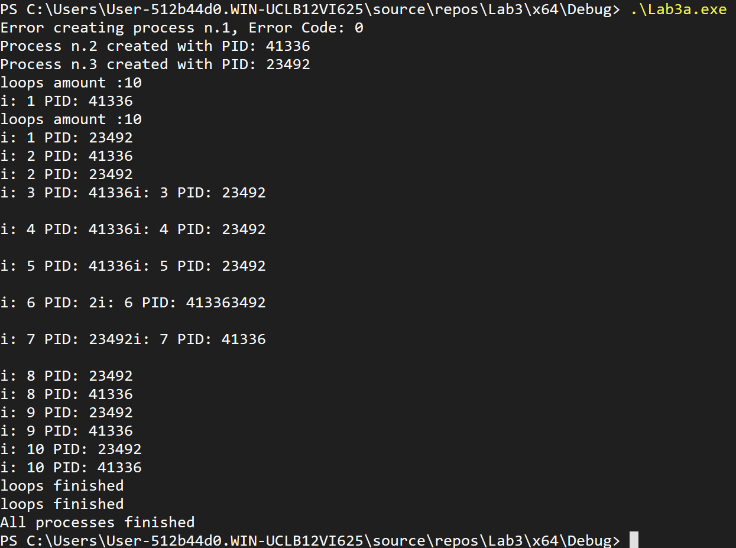 PS C:\Users\User-512b44d0.WIN-UCLB12VI625\source\repos\Lab3\x64\Debug> .\Lab3a.exe
Error creating process n.1, Error Code: 0
Process n.2 created with PID: 41336
Process n.3 created with PID: 23492
loops amount :10
i: 1 PID: 41336
loops amount :10
i: 1 PID: 23492
i: 2 PID: 41336
i: 2 PID: 23492
i: 3 PID: 41336i: 3 PID: 23492
i: 4 PID: 41336i: 4 PID: 23492
i: 5 PID: 41336i: 5 PID: 23492
i: 6 PID: 2i: 6 PID: 413363492
i: 7 PID: 23492i: 7 PID: 41336
i: 8 PID: 23492
i: 8 PID: 41336
i: 9 PID: 23492
i: 9 PID: 41336
i: 10 PID: 23492
i: 10 PID: 41336
loops finished
loops finished
All processes finished
PS C:\Users\User-512b44d0.WIN-UCLB12VI625\source\repos\Lab3\x64\Debug>